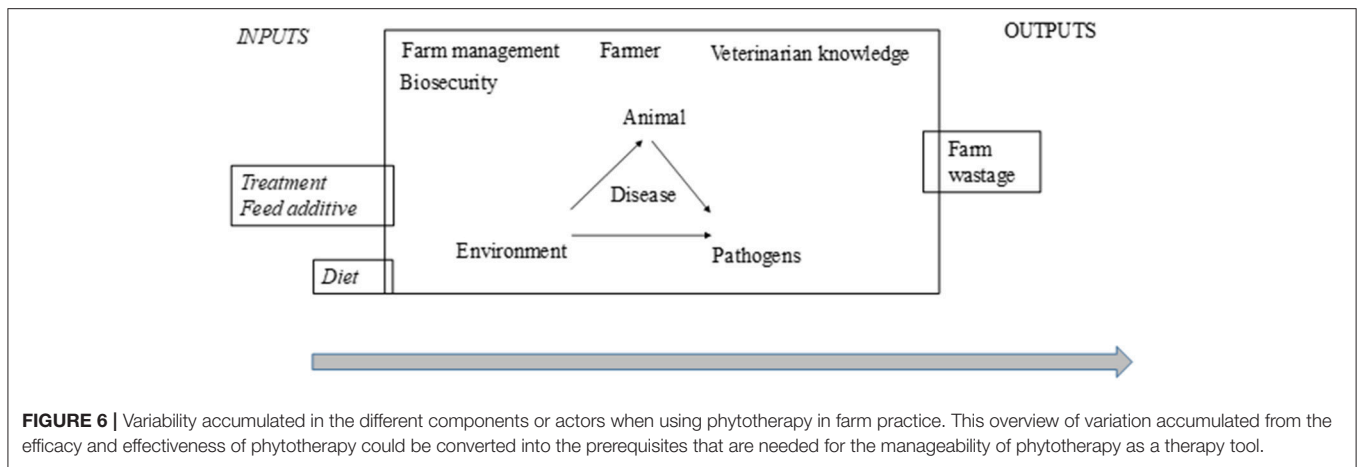 INPUTS
OUTPUTS
Farm management Farmer Veterinarian knowledge
Biosecurity
Animal
Farm
wastage
Treatment
Feed additive
Disease
Environment
Pathogens
Diet
FIGURE 6 | Variability accumulated in the different components or actors when using phytotherapy in farm practice. This overview of variation accumulated from the
efficacy and effectiveness of phytotherapy could be converted into the prerequisites that are needed for the manageability of phytotherapy as a therapy tool.